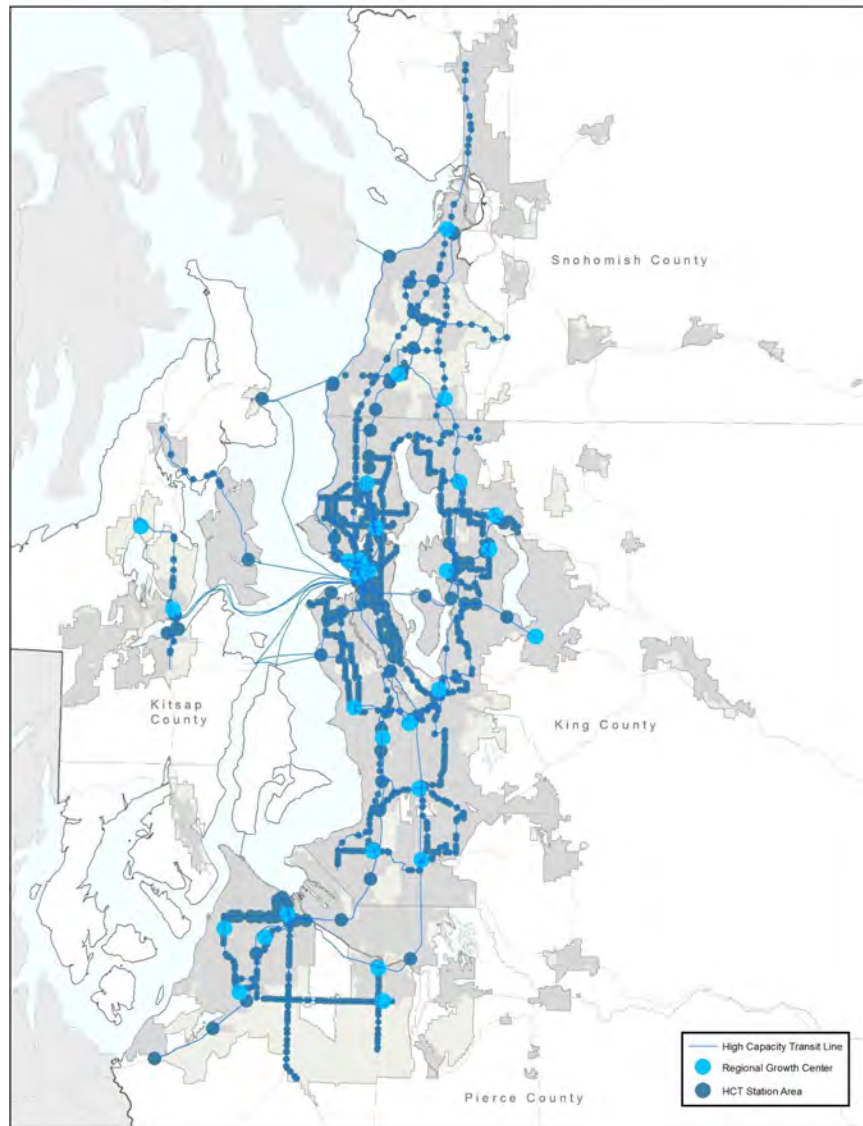 Snohomish County
Kitsap
County
King County
Pierce County
High Capacity Transit Line
Regional Growth Center
HCT Station Area